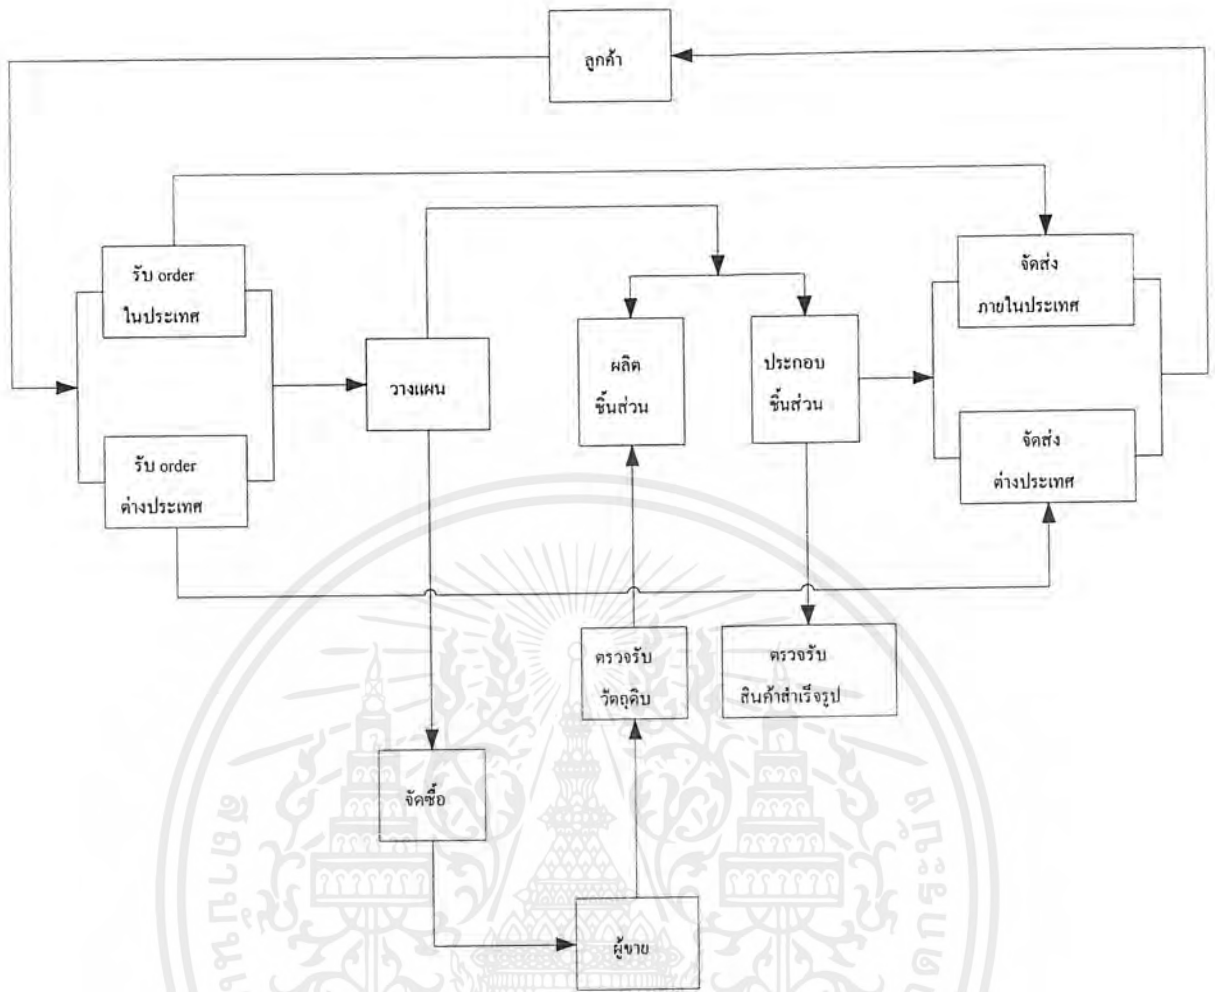 ลูกค้า
รับ order
ในประเทศ
จัดส่ง
ภายในประเทศ
วางแผน
ผลิต
ชิ้นส่วน
ประกอบ
ชิ้นส่วน
รับ order
ต่างประเทศ
จัดส่ง
ต่างประเทศ
ตรวจรับ
วัตถุดิบ
ตรวจรับ
สินค้าสำเร็จรูป
จัดซื้อ
ผู้ขาย